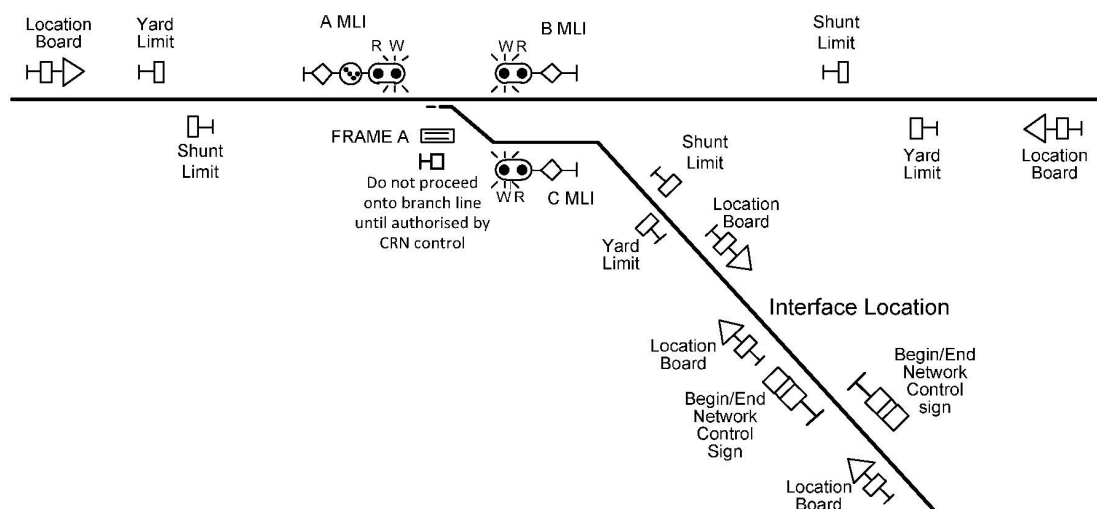 Location
Board
Yard
Limit
A MLI
R W
B MLI
W R
Shunt
Limit
Shunt
Limit
FRAME A
Do not proceed
onto branch line
until authorised by
CRN control
W R
C MLI
Shunt
Limit
Yard
Limit
Location
Board
Location
Board
Yard
Limit
Interface Location
Location
Board
Begin/End
Network
Control
Sign
Begin/End
Network
Control
sign
Location
Board